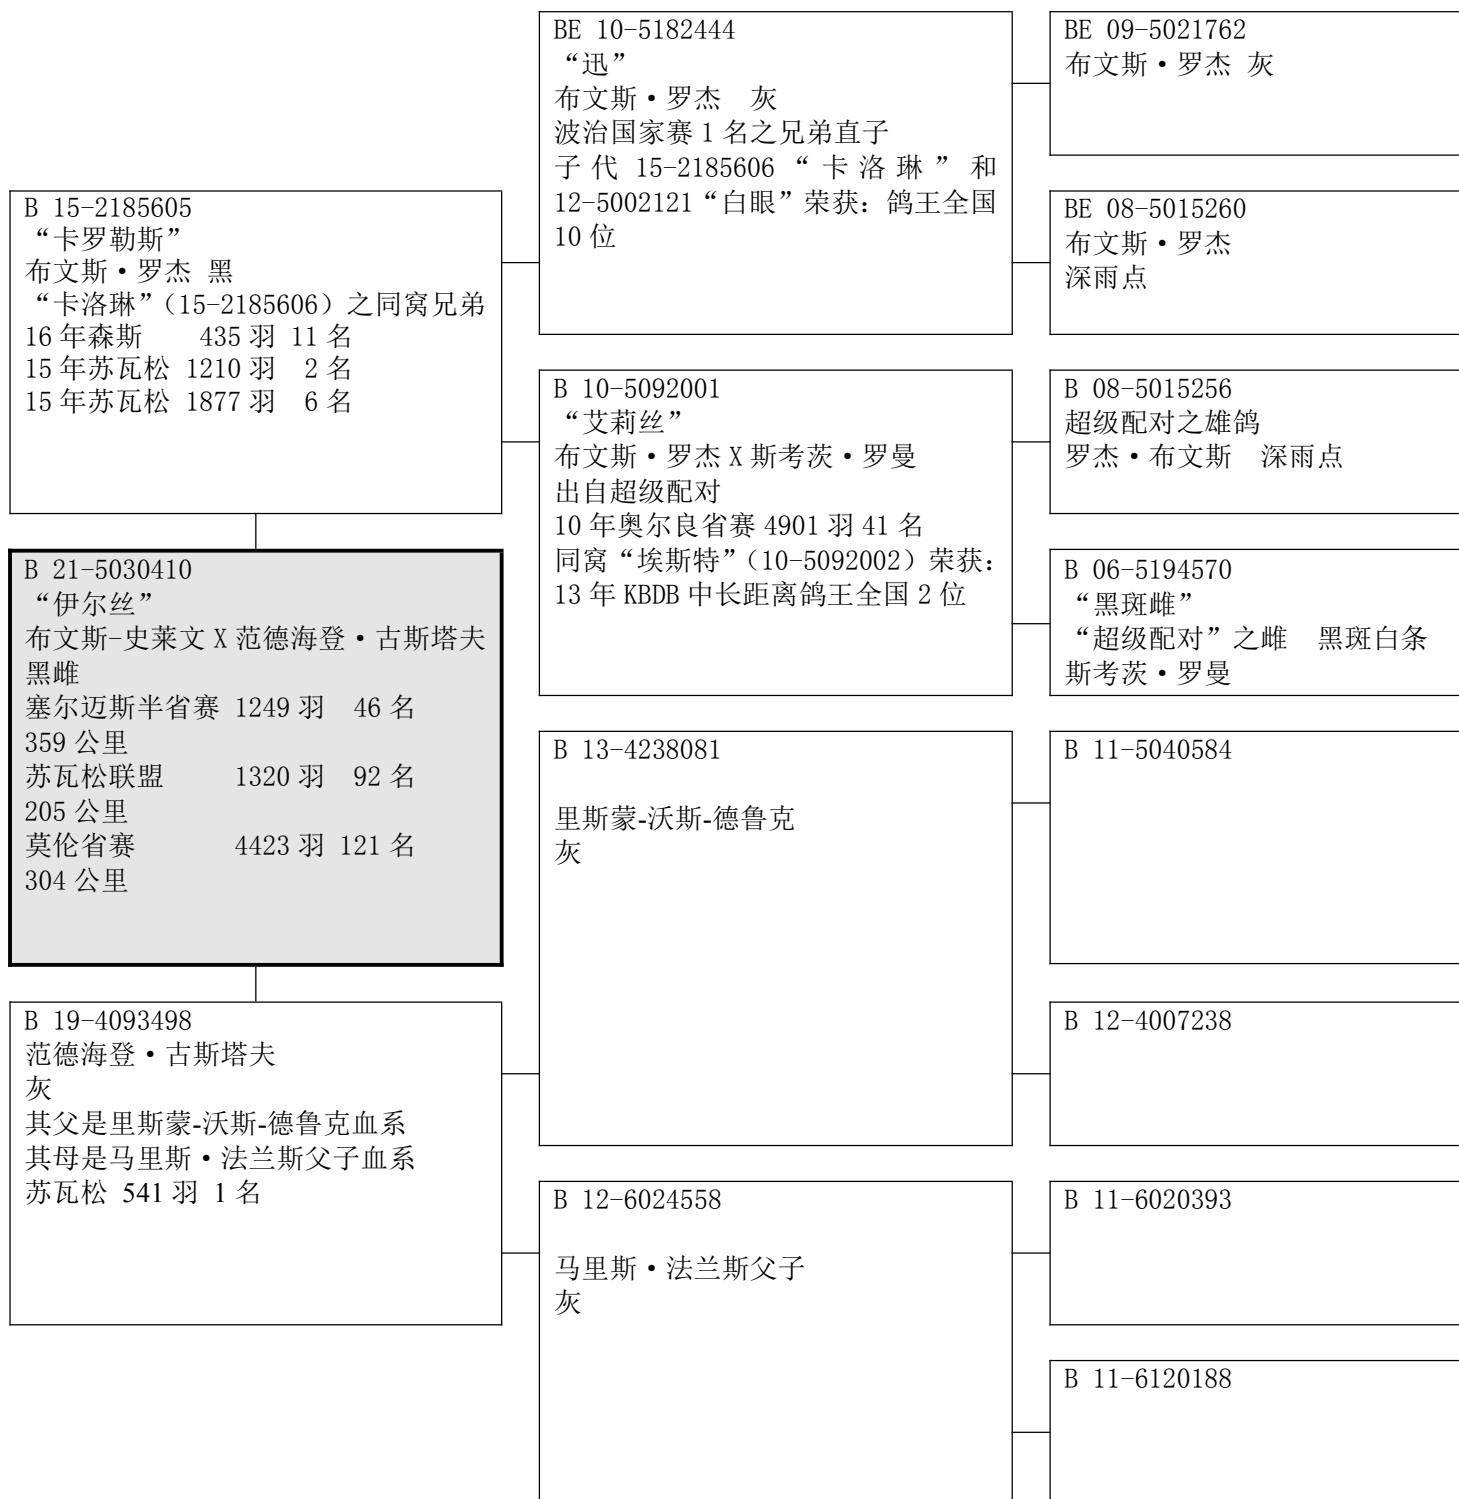 B 15-2185605
“卡罗勒斯”
布文斯·罗杰 黑
“卡洛琳”(15-2185606)之同窝兄弟
16 年森斯 435 羽 11 名
15 年苏瓦松 1210 羽 2 名
15 年苏瓦松 1877 羽 6 名
B 21-5030410
“伊尔丝”
布文斯-史莱文 X 范德海登·古斯塔夫
黑雌
塞尔迈斯半省赛 1249 羽 46 名
359 公里
苏瓦松联盟 1320 羽 92 名
205 公里
莫伦省赛 4423 羽 121 名
304 公里
B 19-4093498
范德海登·古斯塔夫
灰
其父是里斯蒙-沃斯-德鲁克血系
其母是马里斯·法兰斯父子血系
苏瓦松 541 羽 1 名
BE 10-5182444
“迅”
布文斯·罗杰 灰
波治国家赛 1 名之兄弟直子
子代 15-2185606 “卡洛琳” 和
12-5002121“白眼”荣获：鸽王全国
10 位
B 10-5092001
“艾莉丝”
布文斯·罗杰 X 斯考茨·罗曼
出自超级配对
10 年奥尔良省赛 4901 羽 41 名
同窝“埃斯特”(10-5092002)荣获：
13 年 KBDB 中长距离鸽王全国 2 位
B 13-4238081
里斯蒙-沃斯-德鲁克
灰
B 12-6024558
马里斯·法兰斯父子
灰
BE 09-5021762
布文斯·罗杰 灰
BE 08-5015260
布文斯·罗杰
深雨点
B 08-5015256
超级配对之雄鸽
罗杰·布文斯 深雨点
B 06-5194570
“黑斑雌”
“超级配对”之雌 黑斑白条
斯考茨·罗曼
B 11-5040584
B 12-4007238
B 11-6020393
B 11-6120188